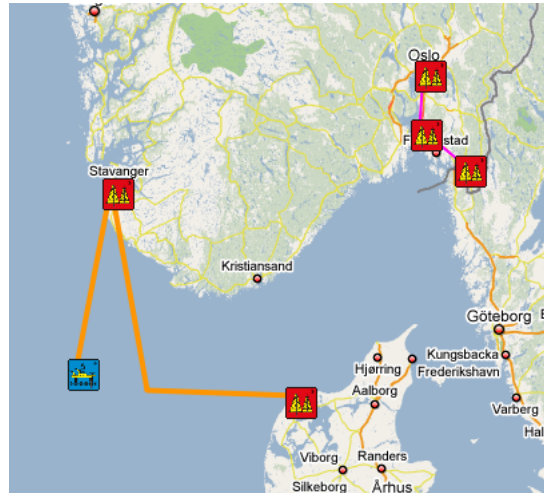 Oslo
stad
Stavanger
Kristiansand
Göteborg
Hjørring
Kungsbacka
Frederikshavn
Aalborg
Varberg
Hal
Viborg
Randers
Silkeborg
Århus